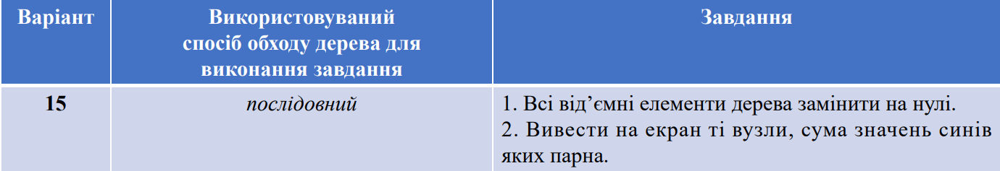 Варіант
Використовуваний
спосіб обходу дерева для
виконання завдання
Завдання
15
послідовний
1. Всі від’ємні елементи дерева замінити на нулі.
2. Вивести на екран ті вузли, сума значень синів
яких парна.